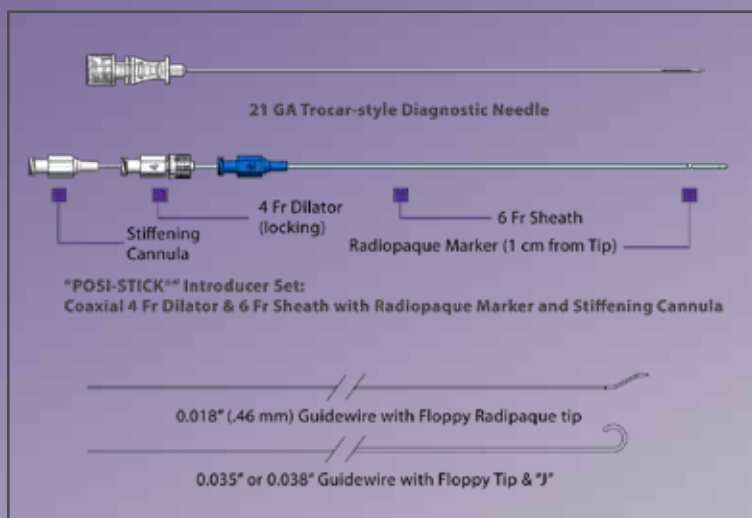 21 GA Trocar-style Diagnostic Needle
Stiffening
Cannula
4 Fr Dilator
(locking)
6 Fr Sheath
Radiopaque Marker (1 cm from Tip)
"POSI-STICK®" Introducer Set:
Coaxial 4 Fr Dilator & 6 Fr Sheath with Radiopaque Marker and Stiffening Cannula
0.018" (.46 mm) Guidewire with Floppy Radipaque tip
0.035" or 0.038" Guidewire with Floppy Tip & "J"